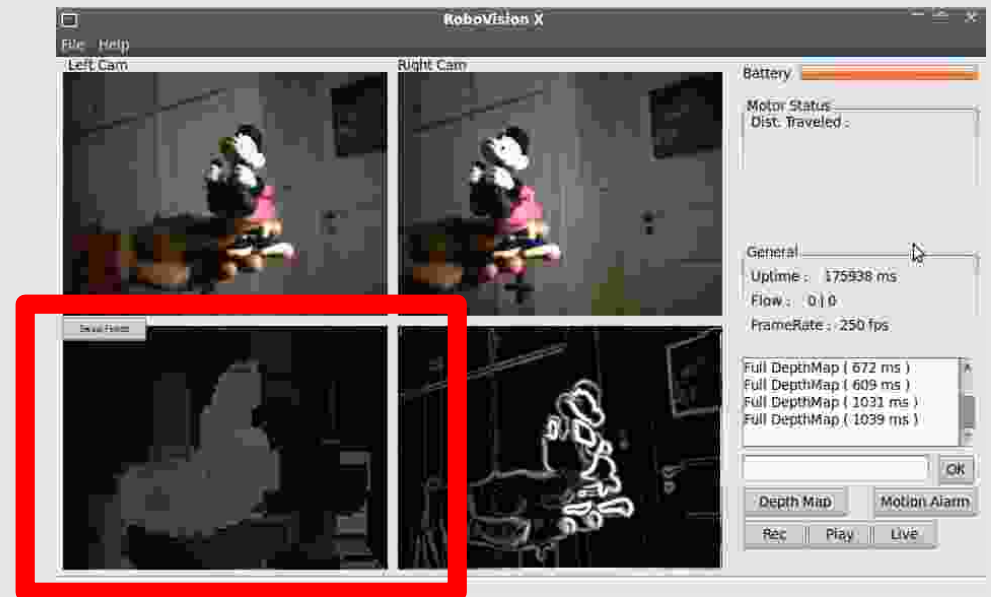 RoboVision X
File Help
Left Cam
Right Cam
Battery
Motor Status
Dist. Traveled :
General
Uptime : 175938 ms
Flow : 0 | 0
FrameRate : 250 fps
Full DepthMap ( 672 ms )
Full DepthMap ( 609 ms )
Full DepthMap ( 1031 ms )
Full DepthMap ( 1039 ms )
OK
Depth Map
Motion Alarm
Rec
Play
Live